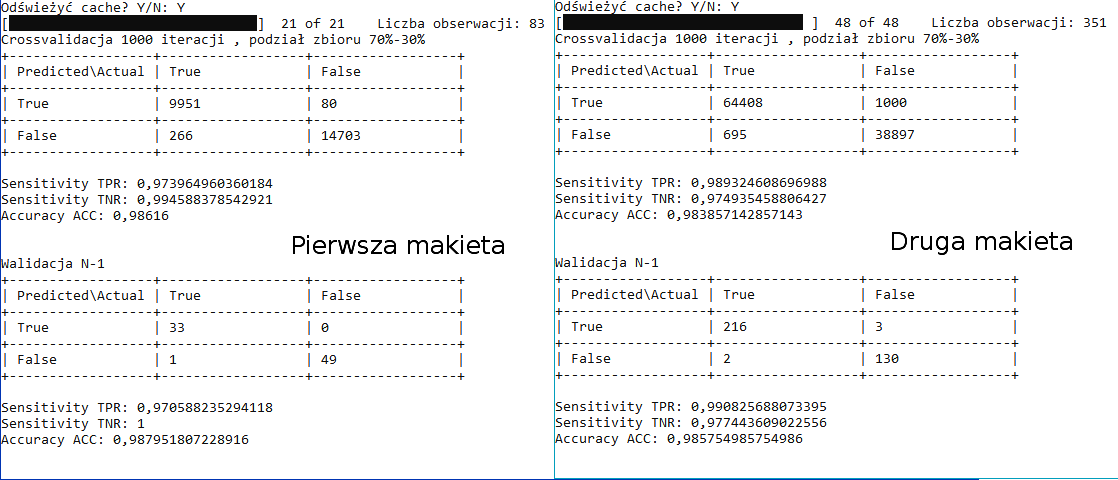 Odświeżyć cache? Y/N: Y
[ ] 21 of 21 Liczba obserwacji: 83
Crossvalidacja 1000 iteracji , podział zbioru 70%-30%
+------------------+------------------+------------------+
| Predicted\Actual | True | False |
+------------------+------------------+------------------+
| True | 9951 | 80 |
+------------------+------------------+------------------+
| False | 266 | 14703 |
+------------------+------------------+------------------+
Sensitivity TPR: 0,973964960360184
Sensitivity TNR: 0,994588378542921
Accuracy ACC: 0,98616
Pierwsza makieta
Walidacja N-1
+------------------+------------------+------------------+
| Predicted\Actual | True | False |
+------------------+------------------+------------------+
| True | 33 | 0 |
+------------------+------------------+------------------+
| False | 1 | 49 |
+------------------+------------------+------------------+
Sensitivity TPR: 0,970588235294118
Sensitivity TNR: 1
Accuracy ACC: 0,987951807228916
Odświeżyć cache? Y/N: Y
[ ] 48 of 48 Liczba obserwacji: 351
Crossvalidacja 1000 iteracji , podział zbioru 70%-30%
+------------------+------------------+------------------+
| Predicted\Actual | True | False |
+------------------+------------------+------------------+
| True | 64408 | 1000 |
+------------------+------------------+------------------+
| False | 695 | 38897 |
+------------------+------------------+------------------+
Sensitivity TPR: 0,989324608696988
Sensitivity TNR: 0,974935458806427
Accuracy ACC: 0,983857142857143
Druga makieta
Walidacja N-1
+------------------+------------------+------------------+
| Predicted\Actual | True | False |
+------------------+------------------+------------------+
| True | 216 | 3 |
+------------------+------------------+------------------+
| False | 2 | 130 |
+------------------+------------------+------------------+
Sensitivity TPR: 0,990825688073395
Sensitivity TNR: 0,977443609022556
Accuracy ACC: 0,985754985754986